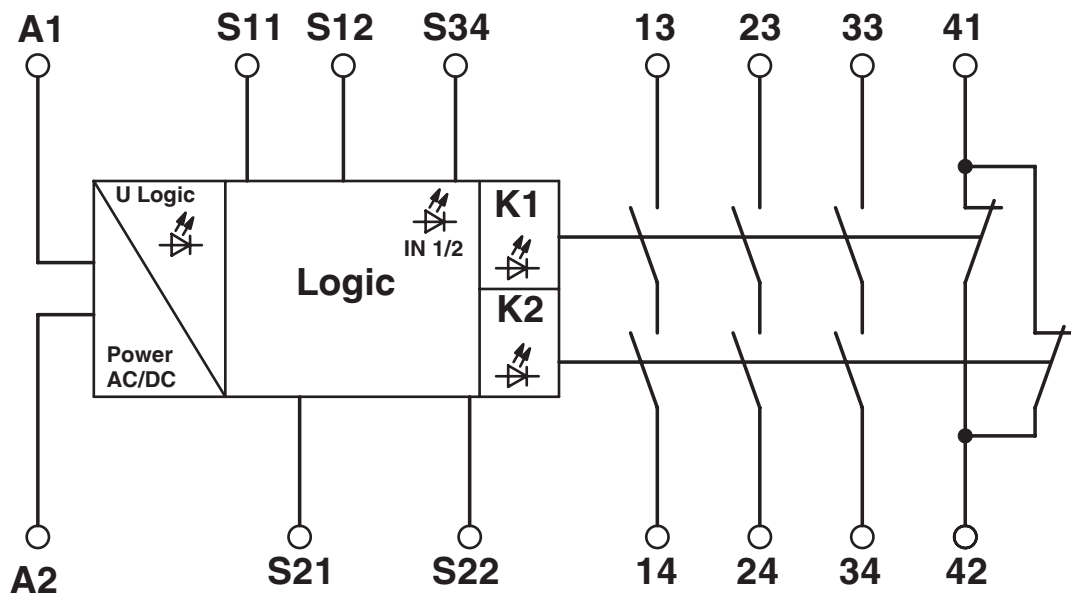 A1 S11 S12 S34 13 23 33 41
U Logic
K1
IN 1/2
Logic
K2
Power
AC/DC
A2 S21 S22 14 24 34 42